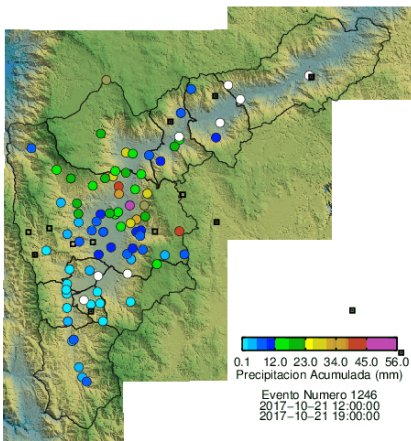 0.1 12.0 23.0 34.0 45.0 56.0
Precipitacion Acumulada (mm)
Evento Numero 1246
2017-10-21 12:00:00
2017-10-21 19:00:00